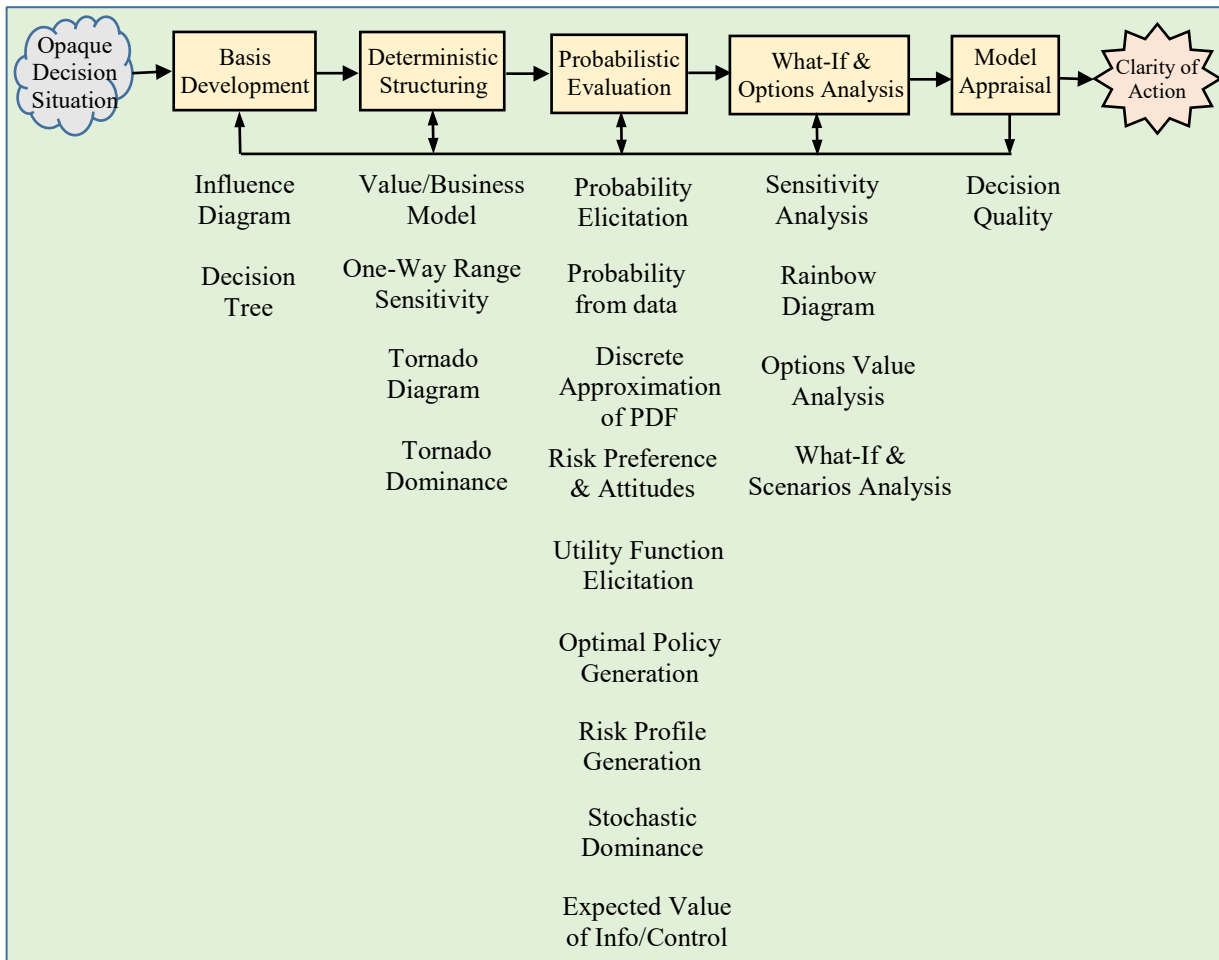 Opaque
Decision
Situation
Basis
Development
Deterministic
Structuring
Probabilistic
Evaluation
What-If &
Options Analysis
Model
Appraisal
Clarity of
Action
Influence
Diagram
Decision
Tree
Value/Business
Model
One-Way Range
Sensitivity
Tornado
Diagram
Tornado
Dominance
Probability
Elicitation
Probability
from data
Discrete
Approximation
of PDF
Risk Preference
& Attitudes
Utility Function
Elicitation
Optimal Policy
Generation
Risk Profile
Generation
Stochastic
Dominance
Expected Value
of Info/Control
Sensitivity
Analysis
Rainbow
Diagram
Options Value
Analysis
What-If &
Scenarios Analysis
Decision
Quality